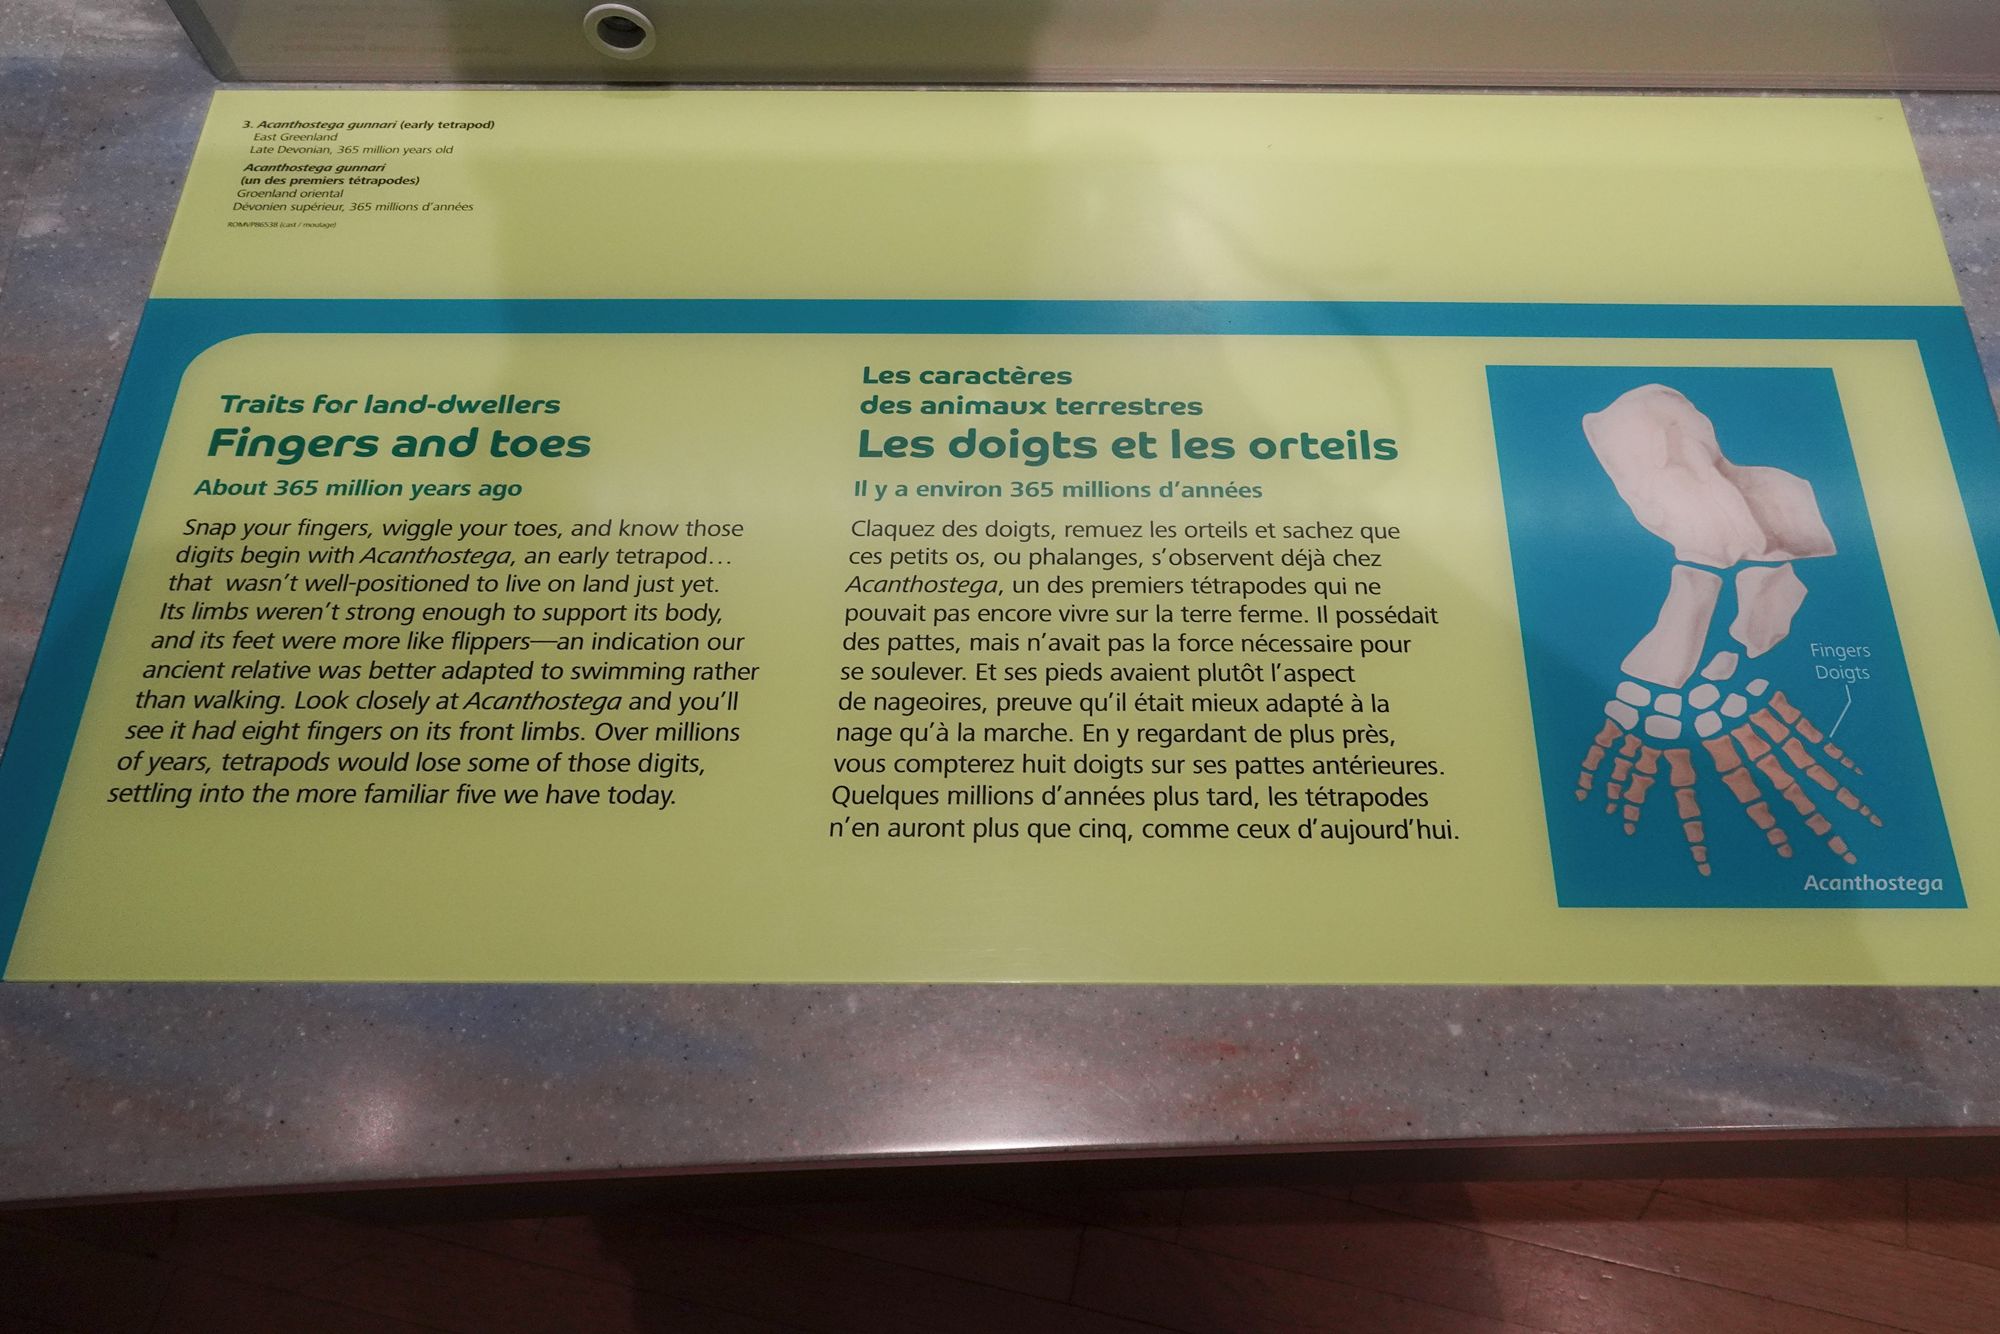 3. Acanthostega gunnari (early tetrapod)
East Greenland
Late Devonian, 365 million years old
Acanthostega gunnari
(un des premiers tétrapodes)
Groenland oriental
Dévonien supérieur, 365 millions d'années
ROMVP86538 (cast / moulage)
Traits for land-dwellers
Fingers and toes
About 365 million years ago
Snap your fingers, wiggle your toes, and know those
digits begin with Acanthostega, an early tetrapod…
that wasn't well-positioned to live on land just yet.
Its limbs weren't strong enough to support its body,
and its feet were more like flippers—an indication our
ancient relative was better adapted to swimming rather
than walking. Look closely at Acanthostega and you'll
see it had eight fingers on its front limbs. Over millions
of years, tetrapods would lose some of those digits,
settling into the more familiar five we have today.
Les caractères
des animaux terrestres
Les doigts et les orteils
Il y a environ 365 millions d'années
Claquez des doigts, remuez les orteils et sachez que
ces petits os, ou phalanges, s'observent déjà chez
Acanthostega, un des premiers tétrapodes qui ne
pouvait pas encore vivre sur la terre ferme. Il possédait
des pattes, mais n'avait pas la force nécessaire pour
se soulever. Et ses pieds avaient plutôt l'aspect
de nageoires, preuve qu'il était mieux adapté à la
nage qu'à la marche. En y regardant de plus près,
vous compterez huit doigts sur ses pattes antérieures.
Quelques millions d'années plus tard, les tétrapodes
n'en auront plus que cinq, comme ceux d'aujourd'hui.
Fingers
Doigts
Acanthostega